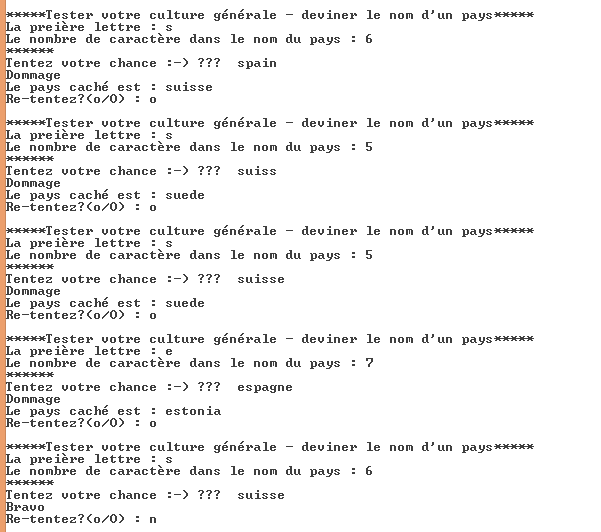 *****Tester votre culture générale - deviner le nom d'un pays*****
La preière lettre : s
Le nombre de caractère dans le nom du pays : 6
******
Tentez votre chance :-) ???  spain
Dommage
Le pays caché est : suisse
Re-tentez?(o/O) : o

*****Tester votre culture générale - deviner le nom d'un pays*****
La preière lettre : s
Le nombre de caractère dans le nom du pays : 5
******
Tentez votre chance :-) ???  suiss
Dommage
Le pays caché est : suede
Re-tentez?(o/O) : o

*****Tester votre culture générale - deviner le nom d'un pays*****
La preière lettre : s
Le nombre de caractère dans le nom du pays : 5
******
Tentez votre chance :-) ???  suisse
Dommage
Le pays caché est : suede
Re-tentez?(o/O) : o

*****Tester votre culture générale - deviner le nom d'un pays*****
La preière lettre : e
Le nombre de caractère dans le nom du pays : 7
******
Tentez votre chance :-) ???  espagne
Dommage
Le pays caché est : estonia
Re-tentez?(o/O) : o

*****Tester votre culture générale - deviner le nom d'un pays*****
La preière lettre : s
Le nombre de caractère dans le nom du pays : 6
******
Tentez votre chance :-) ???  suisse
Bravo
Re-tentez?(o/O) : n